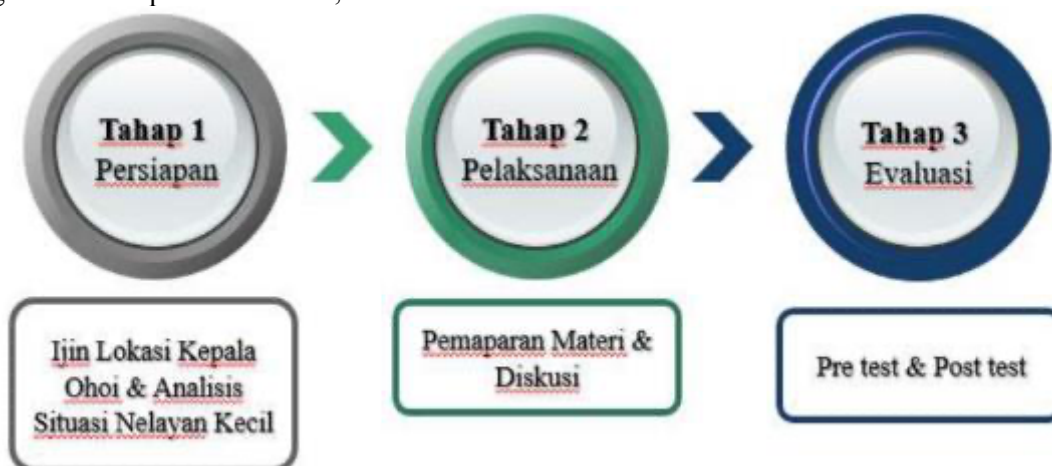 Tahap 1
Persiapan
Tahap 2
Pelaksanaan
Tahap 3
Evaluasi
Ijin Lokasi Kepala
Ohoi & Analisis
Situasi Nelayan Kecil
Pemaparan Materi &
Diskusi
Pre test & Post test